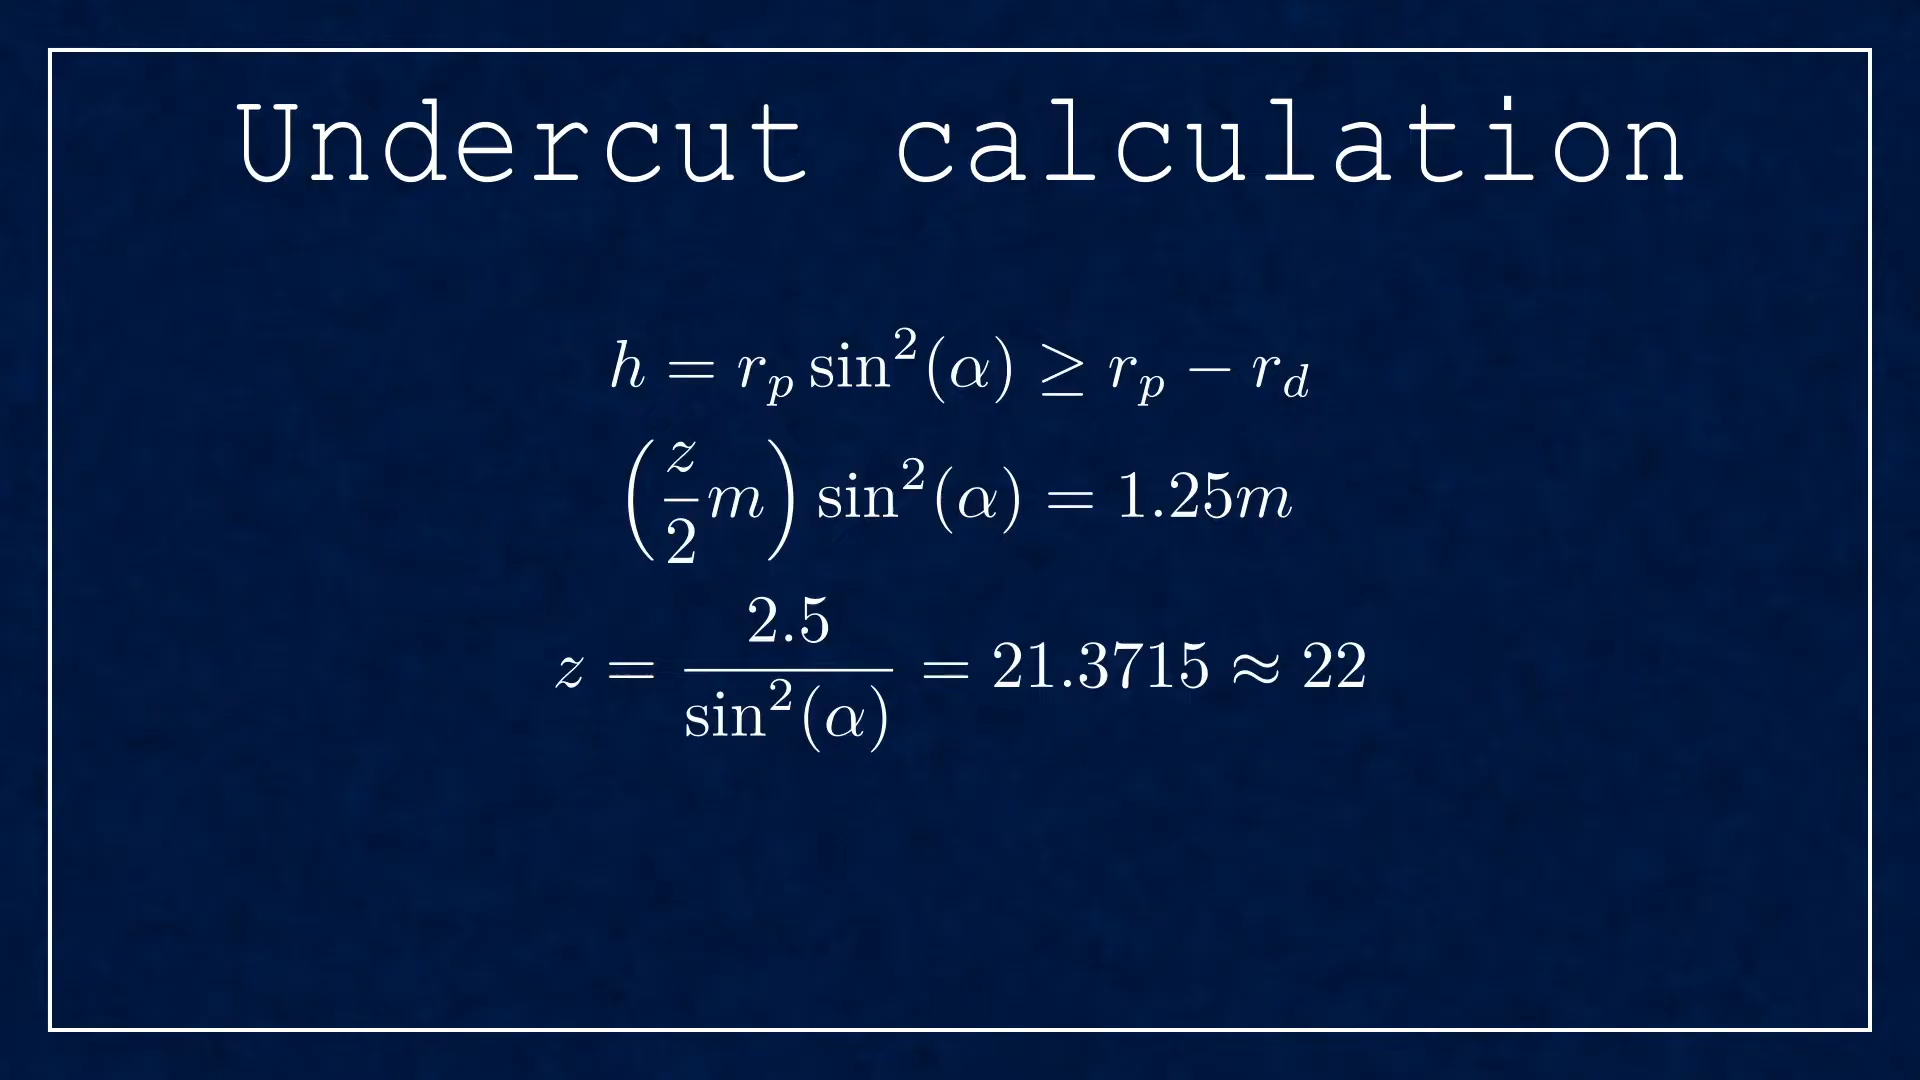 Undercut calculation
h = r_p sin²(α) ≥ r_p − r_d
(z/2 m) sin²(α) = 1.25m
z = 2.5/sin²(α) = 21.3715 ≈ 22